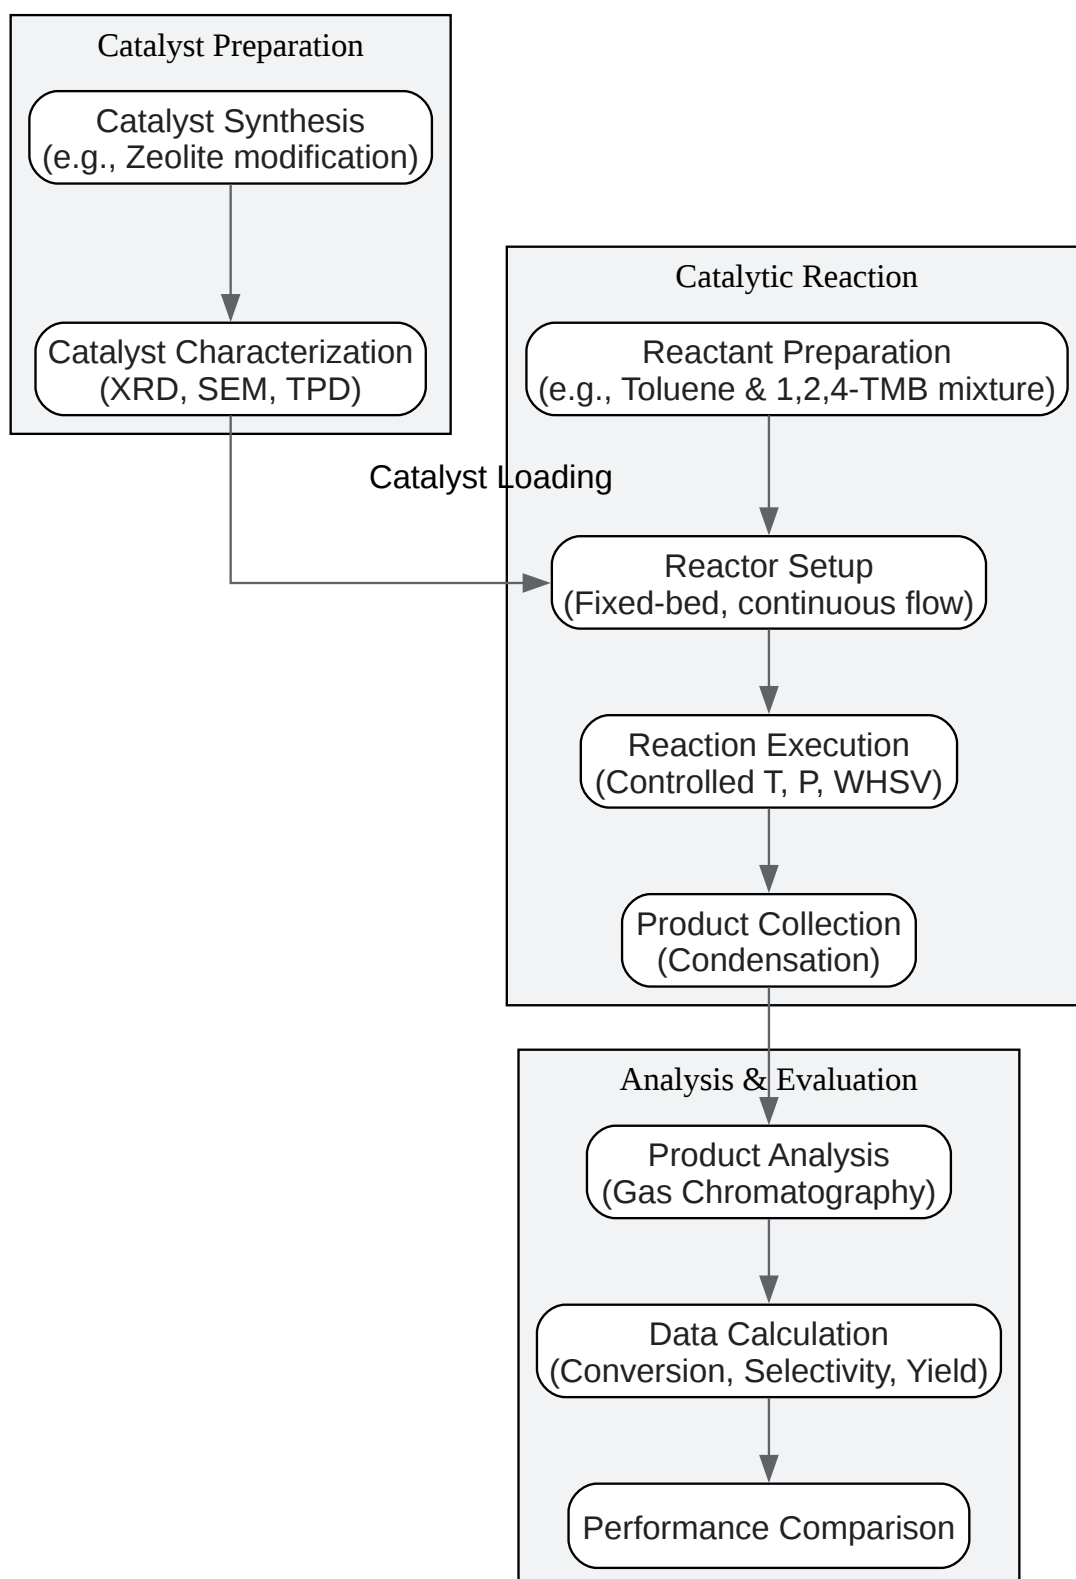 Catalyst Preparation
Catalyst Synthesis
(e.g., Zeolite modification)
Catalyst Characterization
(XRD, SEM, TPD)
Catalyst Loading
Catalytic Reaction
Reactant Preparation
(e.g., Toluene & 1,2,4-TMB mixture)
Reactor Setup
(Fixed-bed, continuous flow)
Reaction Execution
(Controlled T, P, WHSV)
Product Collection
(Condensation)
Analysis & Evaluation
Product Analysis
(Gas Chromatography)
Data Calculation
(Conversion, Selectivity, Yield)
Performance Comparison